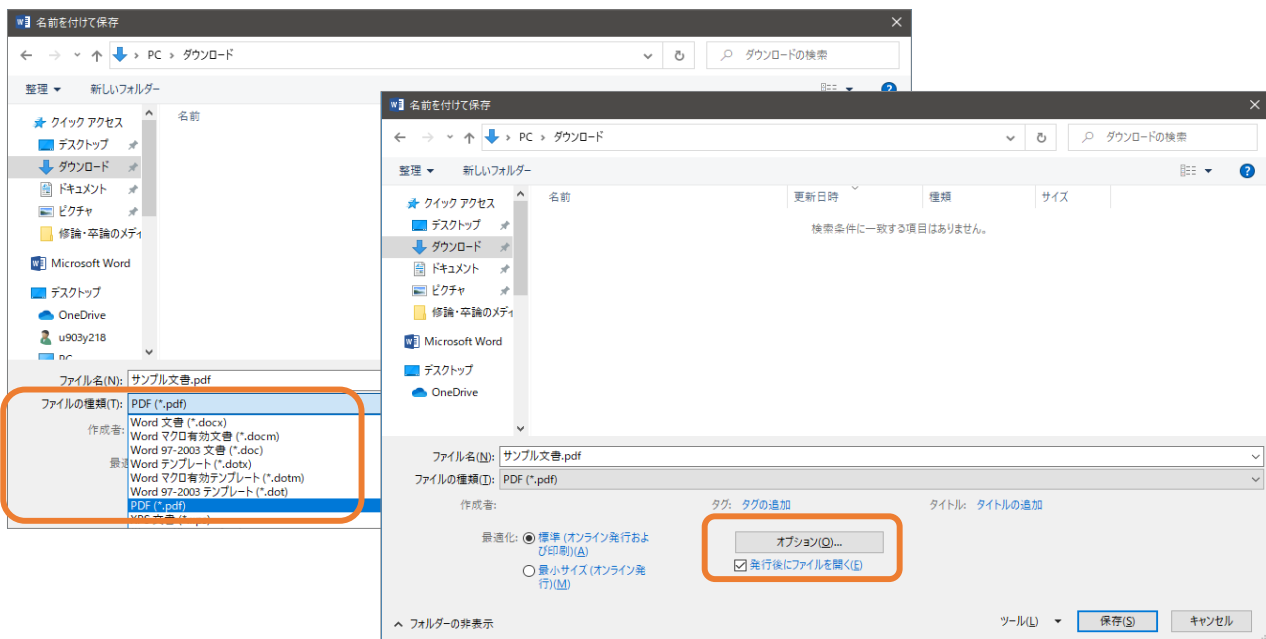 名前を付けて保存
PC › ダウンロード
ダウンロードの検索
整理
新しいフォルダー
名前
クイック アクセス
デスクトップ
ダウンロード
ドキュメント
ピクチャ
修論・卒論のメディ
Microsoft Word
デスクトップ
OneDrive
u903y218
PC
ファイル名(N): サンプル文書.pdf
ファイルの種類(T): PDF (*.pdf)
作成者:
Word 文書 (*.docx)
Word マクロ有効文書 (*.docm)
Word 97-2003 文書 (*.doc)
Word テンプレート (*.dotx)
Word マクロ有効テンプレート (*.dotm)
Word 97-2003 テンプレート (*.dot)
PDF (*.pdf)
名前を付けて保存
PC › ダウンロード
ダウンロードの検索
整理
新しいフォルダー
名前
更新日時
種類
サイズ
検索条件に一致する項目はありません。
クイック アクセス
デスクトップ
ダウンロード
ドキュメント
ピクチャ
修論・卒論のメディ
Microsoft Word
デスクトップ
OneDrive
ファイル名(N): サンプル文書.pdf
ファイルの種類(T): PDF (*.pdf)
作成者:
タグ: タグの追加
タイトル: タイトルの追加
最適化: 標準 (オンライン発行およ
び印刷)(A)
最小サイズ (オンライン発
行)(M)
オプション(O)...
発行後にファイルを開く(E)
フォルダーの非表示
ツール(L)
保存(S)
キャンセル